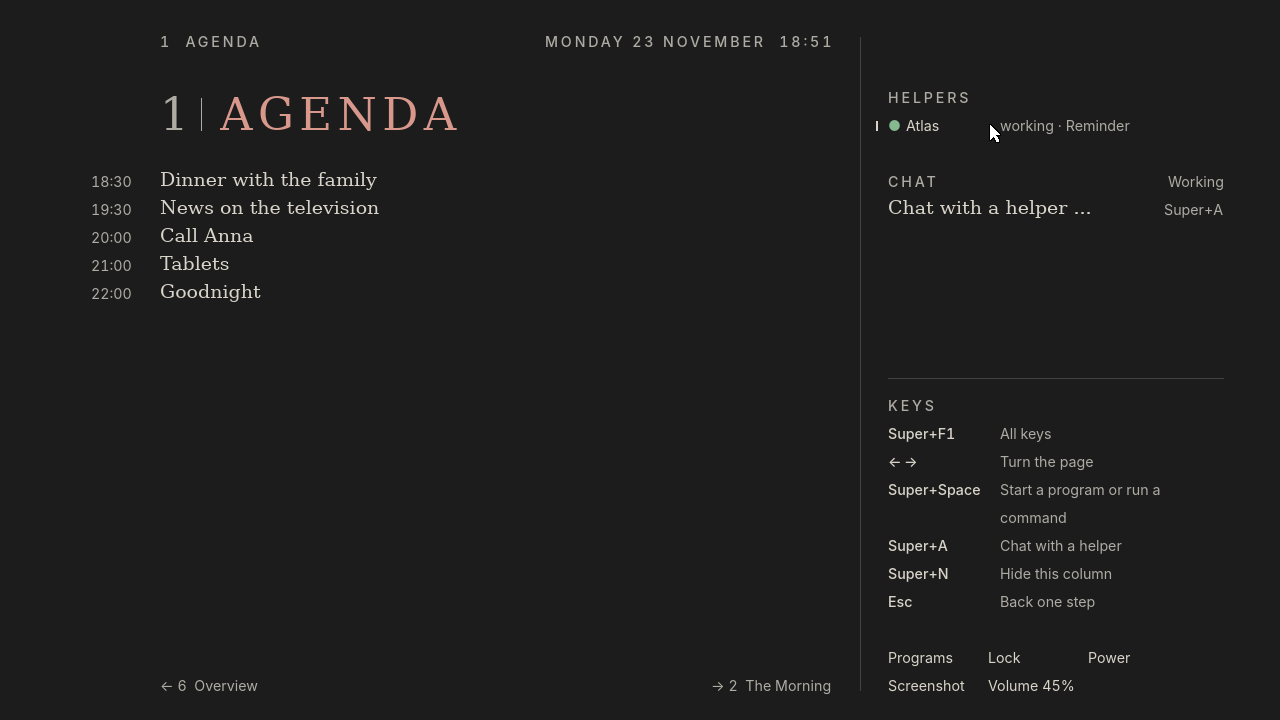 1 AGENDA
MONDAY 23 NOVEMBER 18:51
1 AGENDA
18:30 Dinner with the family
19:30 News on the television
20:00 Call Anna
21:00 Tablets
22:00 Goodnight
← 6 Overview
→ 2 The Morning
HELPERS
Atlas working · Reminder
CHAT Working
Chat with a helper ... Super+A
KEYS
Super+F1 All keys
← → Turn the page
Super+Space Start a program or run a
command
Super+A Chat with a helper
Super+N Hide this column
Esc Back one step
Programs Lock Power
Screenshot Volume 45%